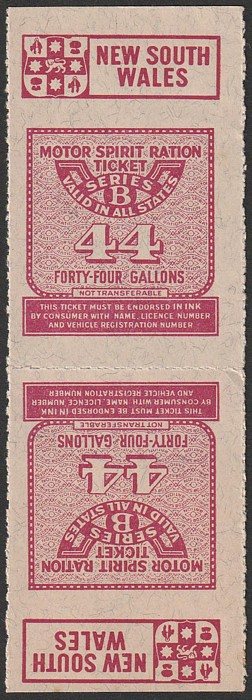 NEW SOUTH
WALES
MOTOR SPIRIT RATION
TICKET
SERIES
B
VALID IN ALL STATES
44
FORTY-FOUR GALLONS
NOT TRANSFERABLE
THIS TICKET MUST BE ENDORSED IN INK
BY CONSUMER WITH NAME, LICENCE NUMBER
AND VEHICLE REGISTRATION NUMBER
NEW SOUTH
WALES
MOTOR SPIRIT RATION
TICKET
SERIES
B
VALID IN ALL STATES
44
FORTY-FOUR GALLONS
NOT TRANSFERABLE
THIS TICKET MUST BE ENDORSED IN INK
BY CONSUMER WITH NAME, LICENCE NUMBER
AND VEHICLE REGISTRATION NUMBER